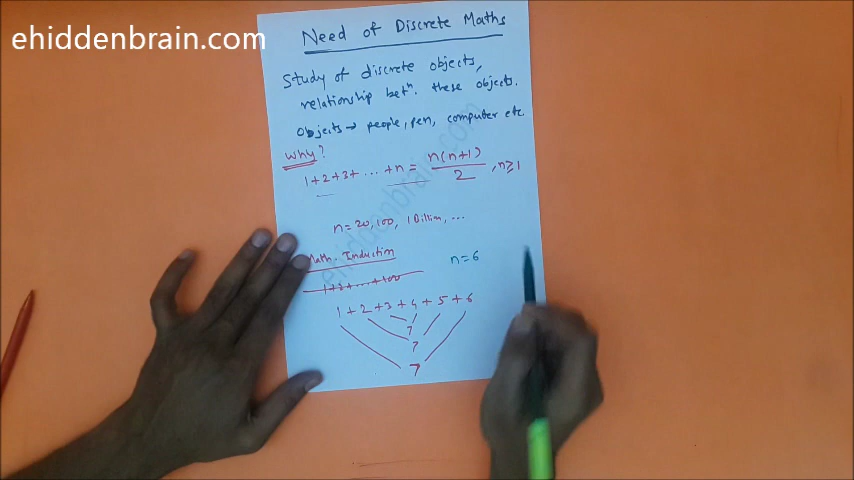 ehiddenbrain.com
Need of Discrete Maths
Study of discrete objects,
relationship betⁿ. these objects.
objects → people, pen, computer etc.
Why?
1+2+3+ ... +n = n(n+1)/2 , n≥1
n=20,100, 1 Billion, ...
Math. Induction
n=6
1+2+...+100
1+2+3+4+5+6
7
7
7
ehiddenbrain.com